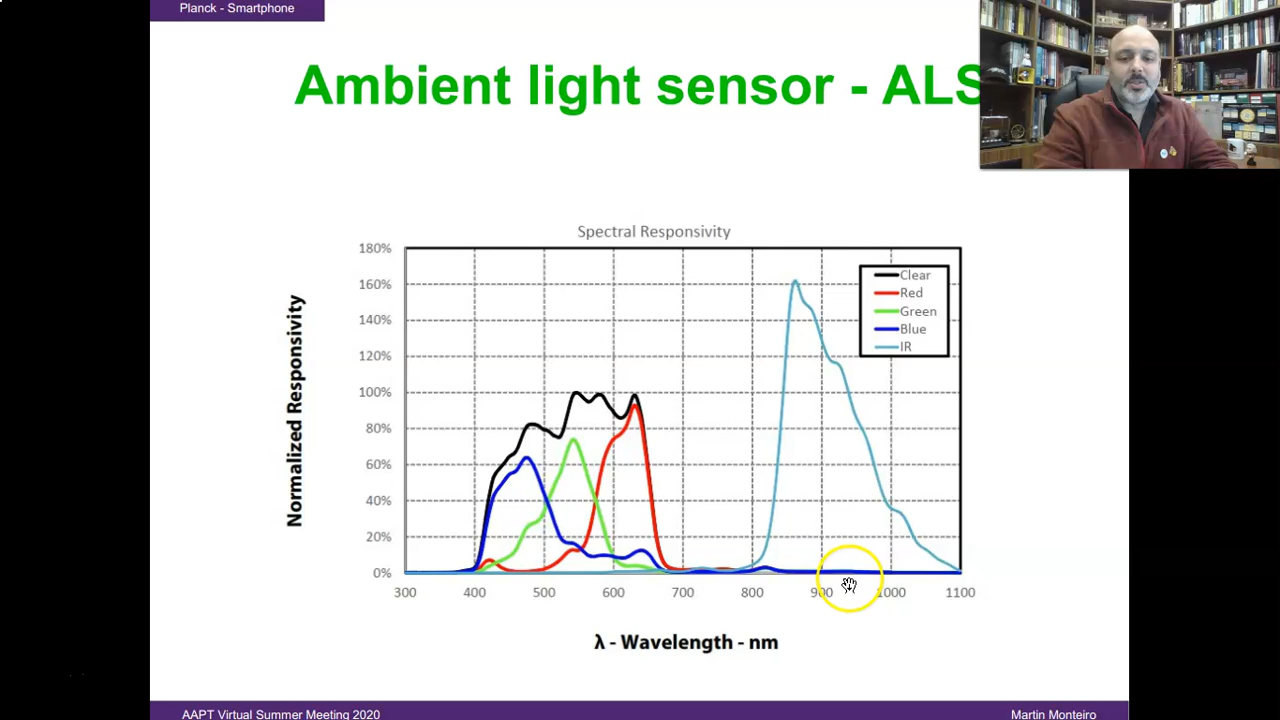 Planck - Smartphone
Ambient light sensor - ALS
Spectral Responsivity
180%
160%
140%
120%
100%
80%
60%
40%
20%
0%
Normalized Responsivity
Clear
Red
Green
Blue
IR
300 400 500 600 700 800 900 1000 1100
λ - Wavelength - nm
AAPT Virtual Summer Meeting 2020
Martin Monteiro